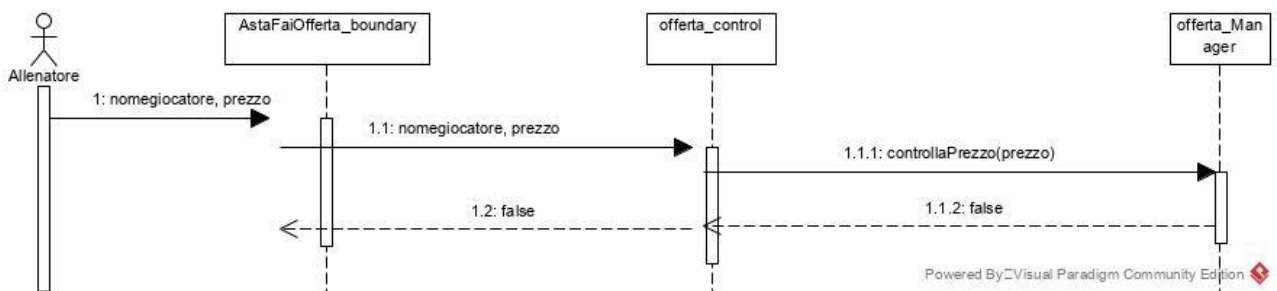 AstaFaiOfferta_boundary
offerta_control
offerta_Man
ager
Allenatore
1: nomegiocatore, prezzo
1.1: nomegiocatore, prezzo
1.1.1: controllaPrezzo(prezzo)
1.2: false
1.1.2: false
Powered By Visual Paradigm Community Edition